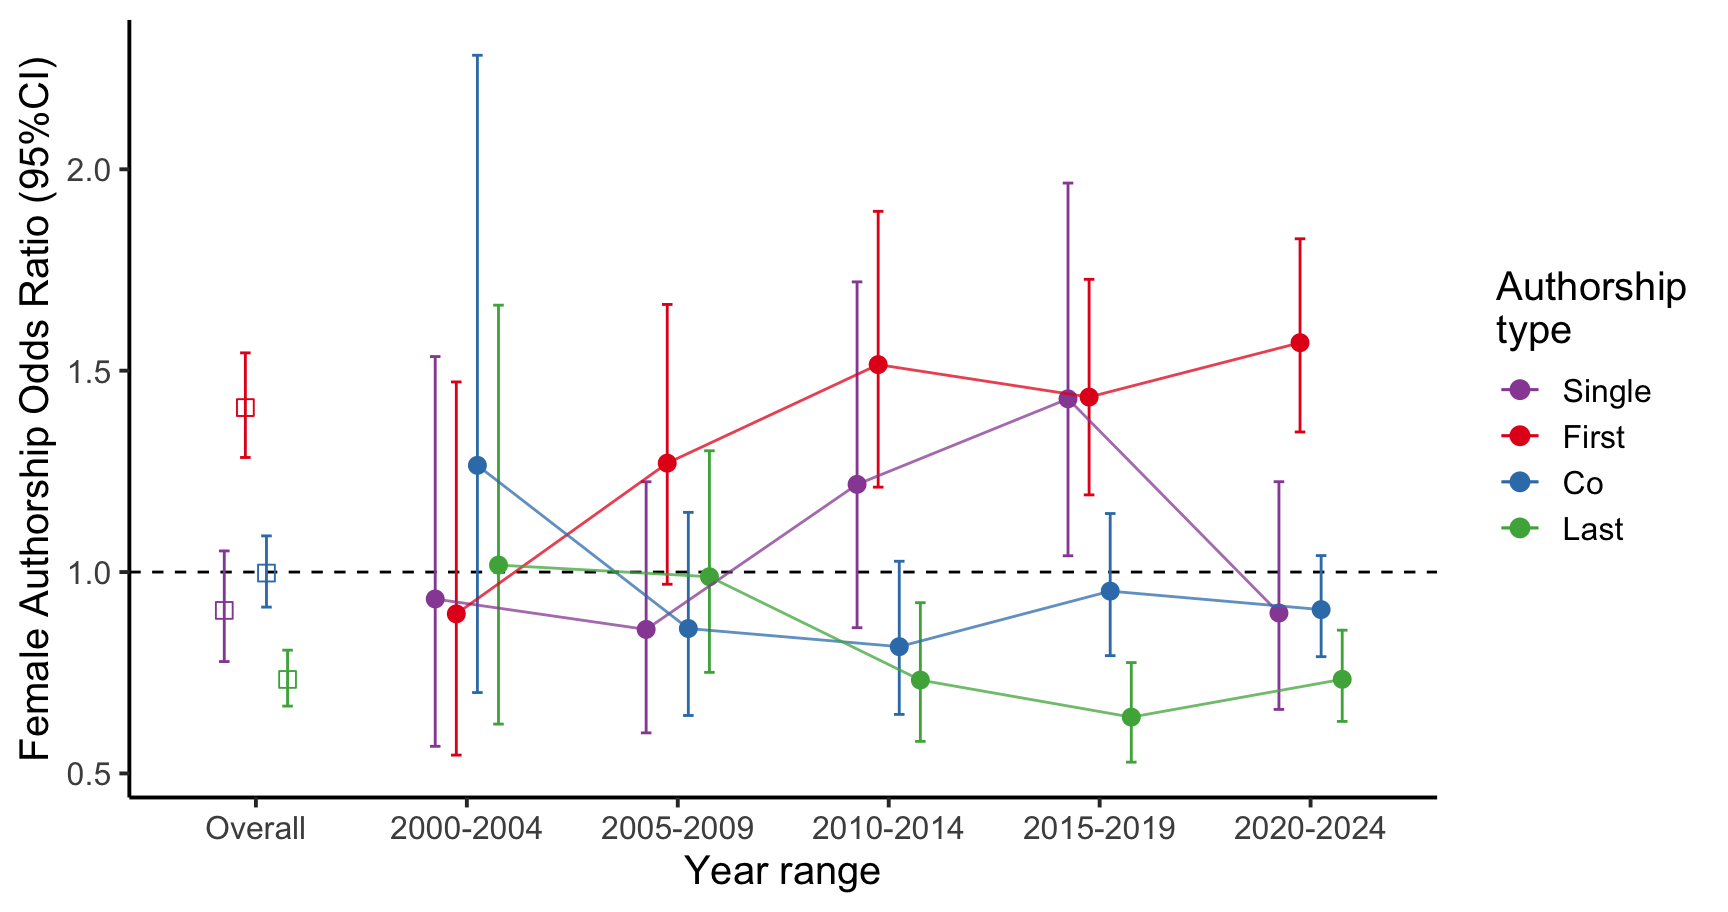 Female Authorship Odds Ratio (95%CI)
2.0
1.5
1.0
0.5
Overall
2000-2004
2005-2009
2010-2014
2015-2019
2020-2024
Year range
Authorship
type
Single
First
Co
Last